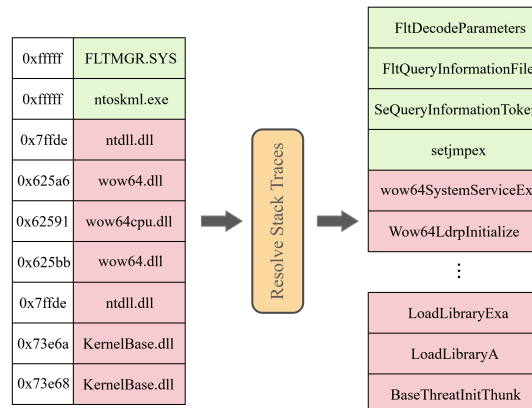 0xfffff FLTMGR.SYS
0xfffff ntoskml.exe
0x7ffde ntdll.dll
0x625a6 wow64.dll
0x62591 wow64cpu.dll
0x625bb wow64.dll
0x7ffde ntdll.dll
0x73e6a KernelBase.dll
0x73e68 KernelBase.dll
Resolve Stack Traces
FltDecodeParameters
FltQueryInformationFile
SeQueryInformationToken
setjmpex
wow64SystemServiceEx
Wow64LdrpInitialize
⋮
LoadLibraryExa
LoadLibraryA
BaseThreatInitThunk